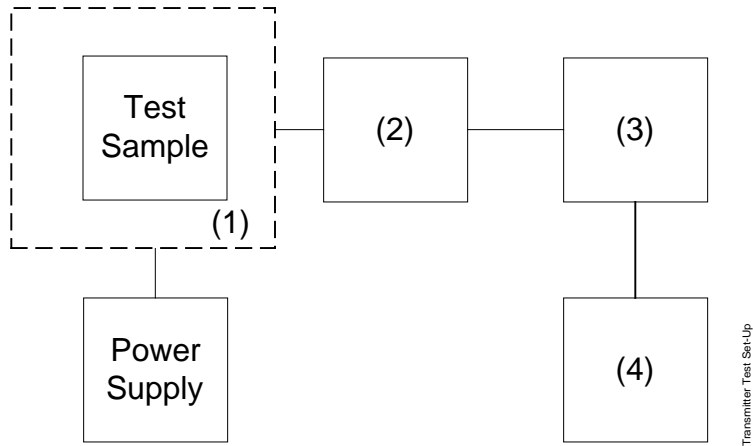 Test
Sample
(1)
(2)
(3)
Power
Supply
(4)
Transmitter Test Set-Up